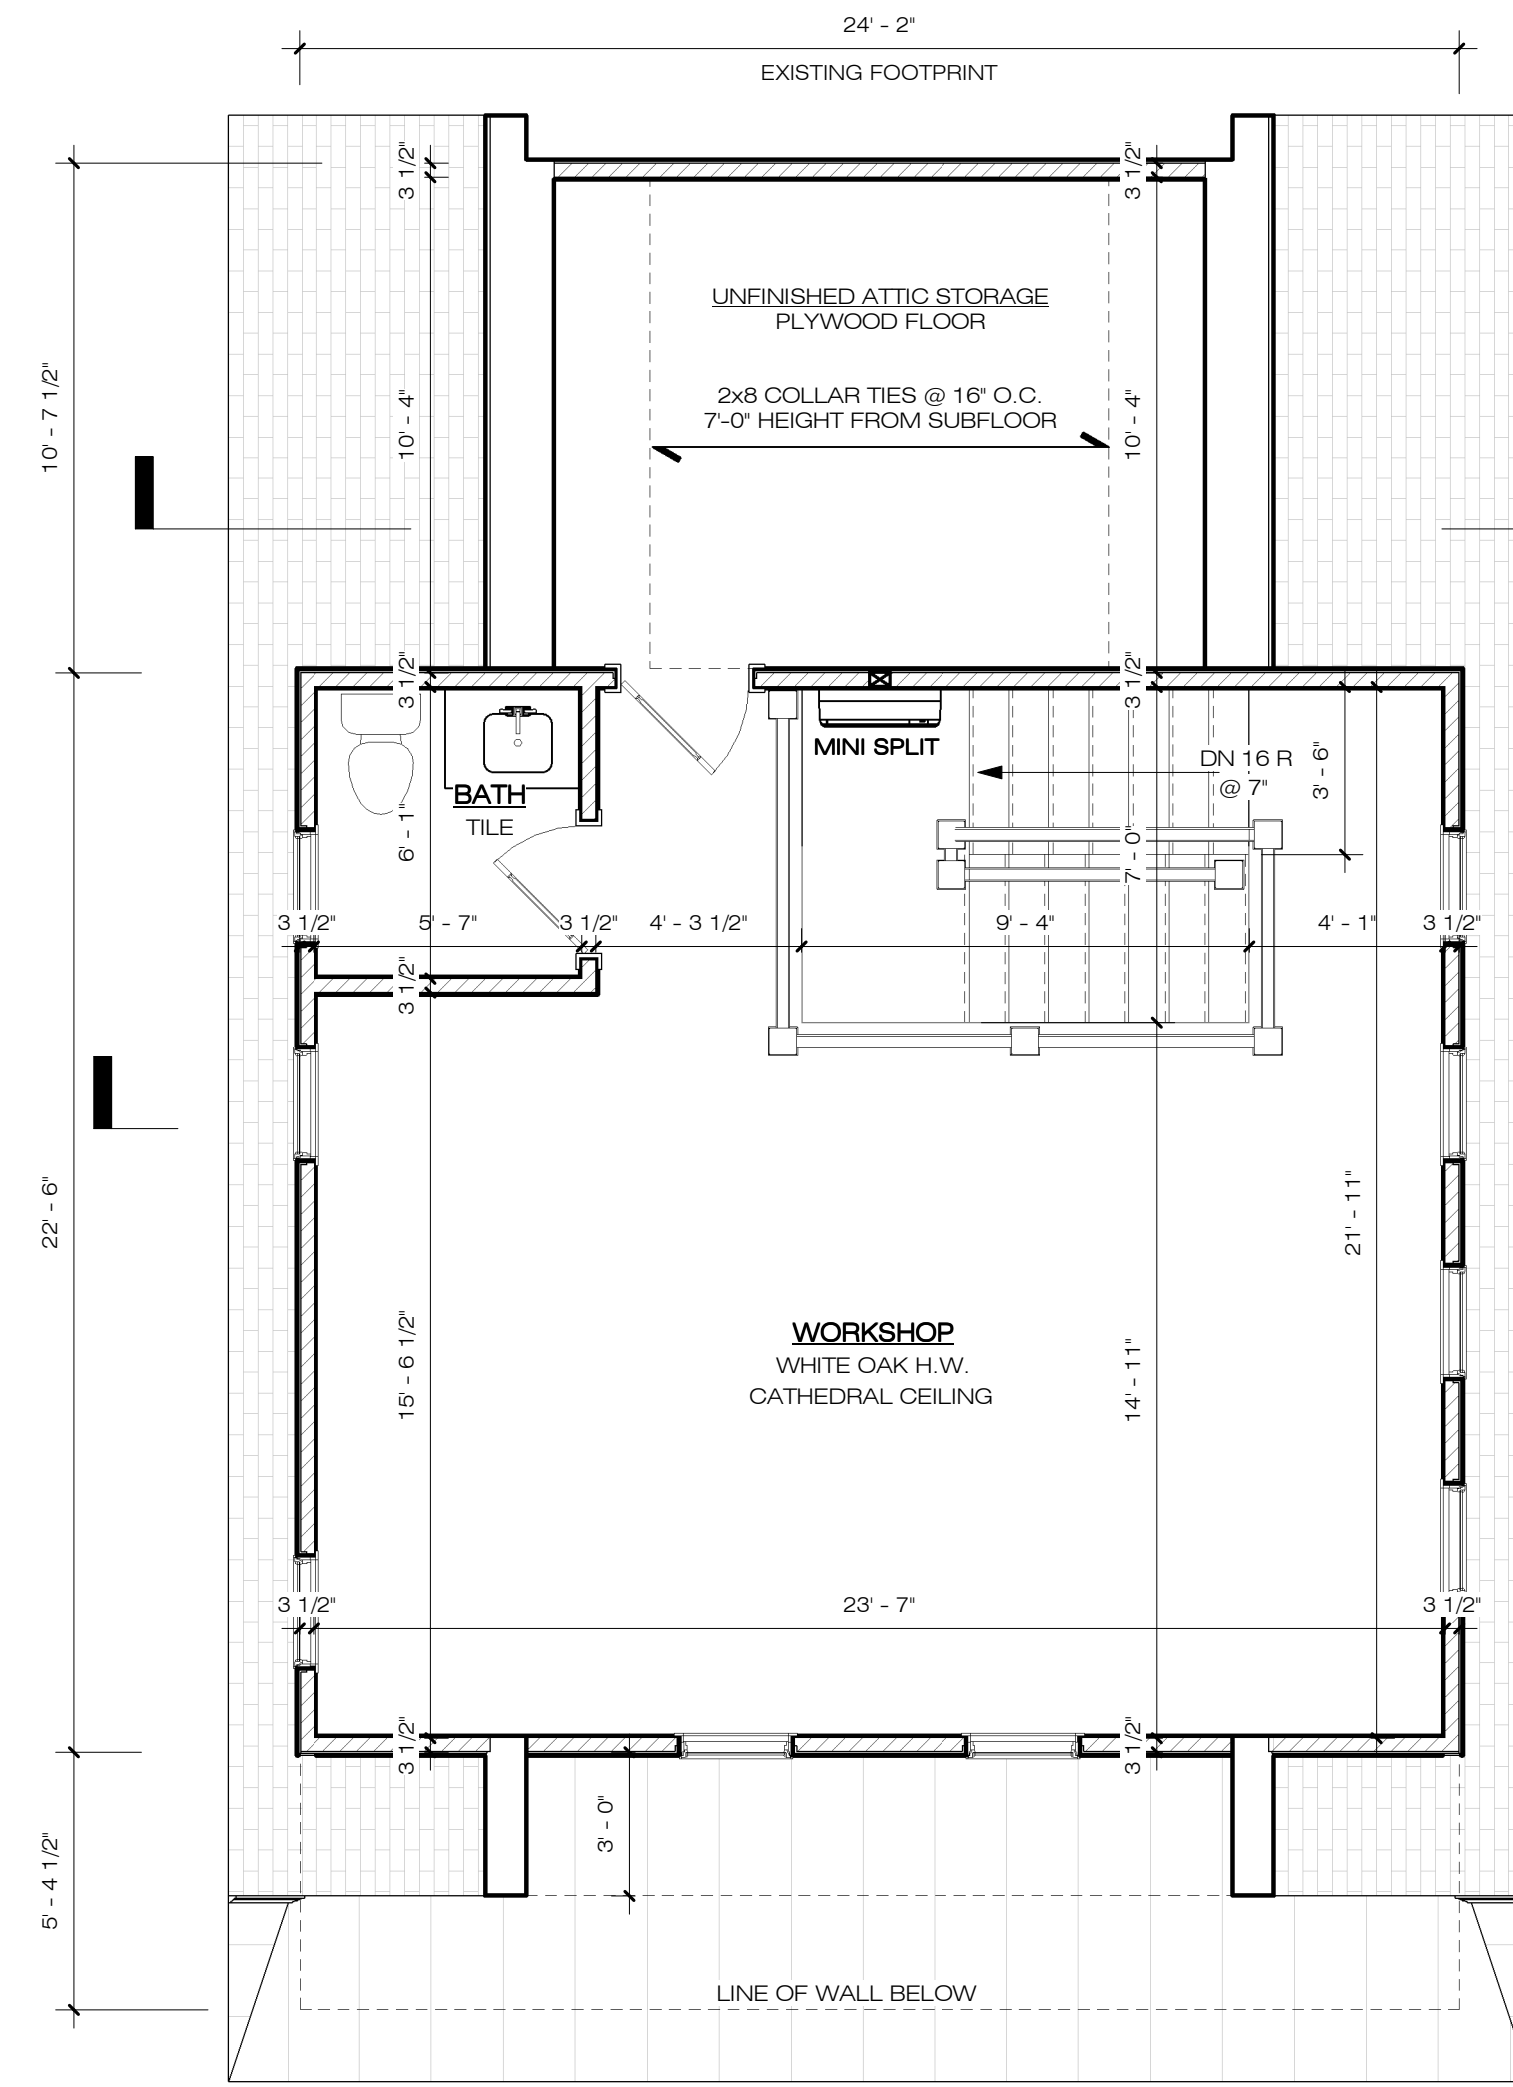 24' - 2"
EXISTING FOOTPRINT
3 1/2"
3 1/2"
UNFINISHED ATTIC STORAGE
PLYWOOD FLOOR
10' - 7 1/2"
10' - 4"
2x8 COLLAR TIES @ 16" O.C.
7'-0" HEIGHT FROM SUBFLOOR
10' - 4"
3 1/2"
3 1/2"
MINI SPLIT
DN 16 R
@ 7"
3' - 6"
BATH
TILE
6' - 1"
7' - 0"
3 1/2"
5' - 7"
3 1/2"
4' - 3 1/2"
9' - 4"
4' - 1"
3 1/2"
3 1/2"
22' - 6"
21' - 11"
15' - 6 1/2"
WORKSHOP
WHITE OAK H.W.
CATHEDRAL CEILING
14' - 11"
3 1/2"
23' - 7"
3 1/2"
3 1/2"
3 1/2"
3' - 0"
5' - 4 1/2"
LINE OF WALL BELOW